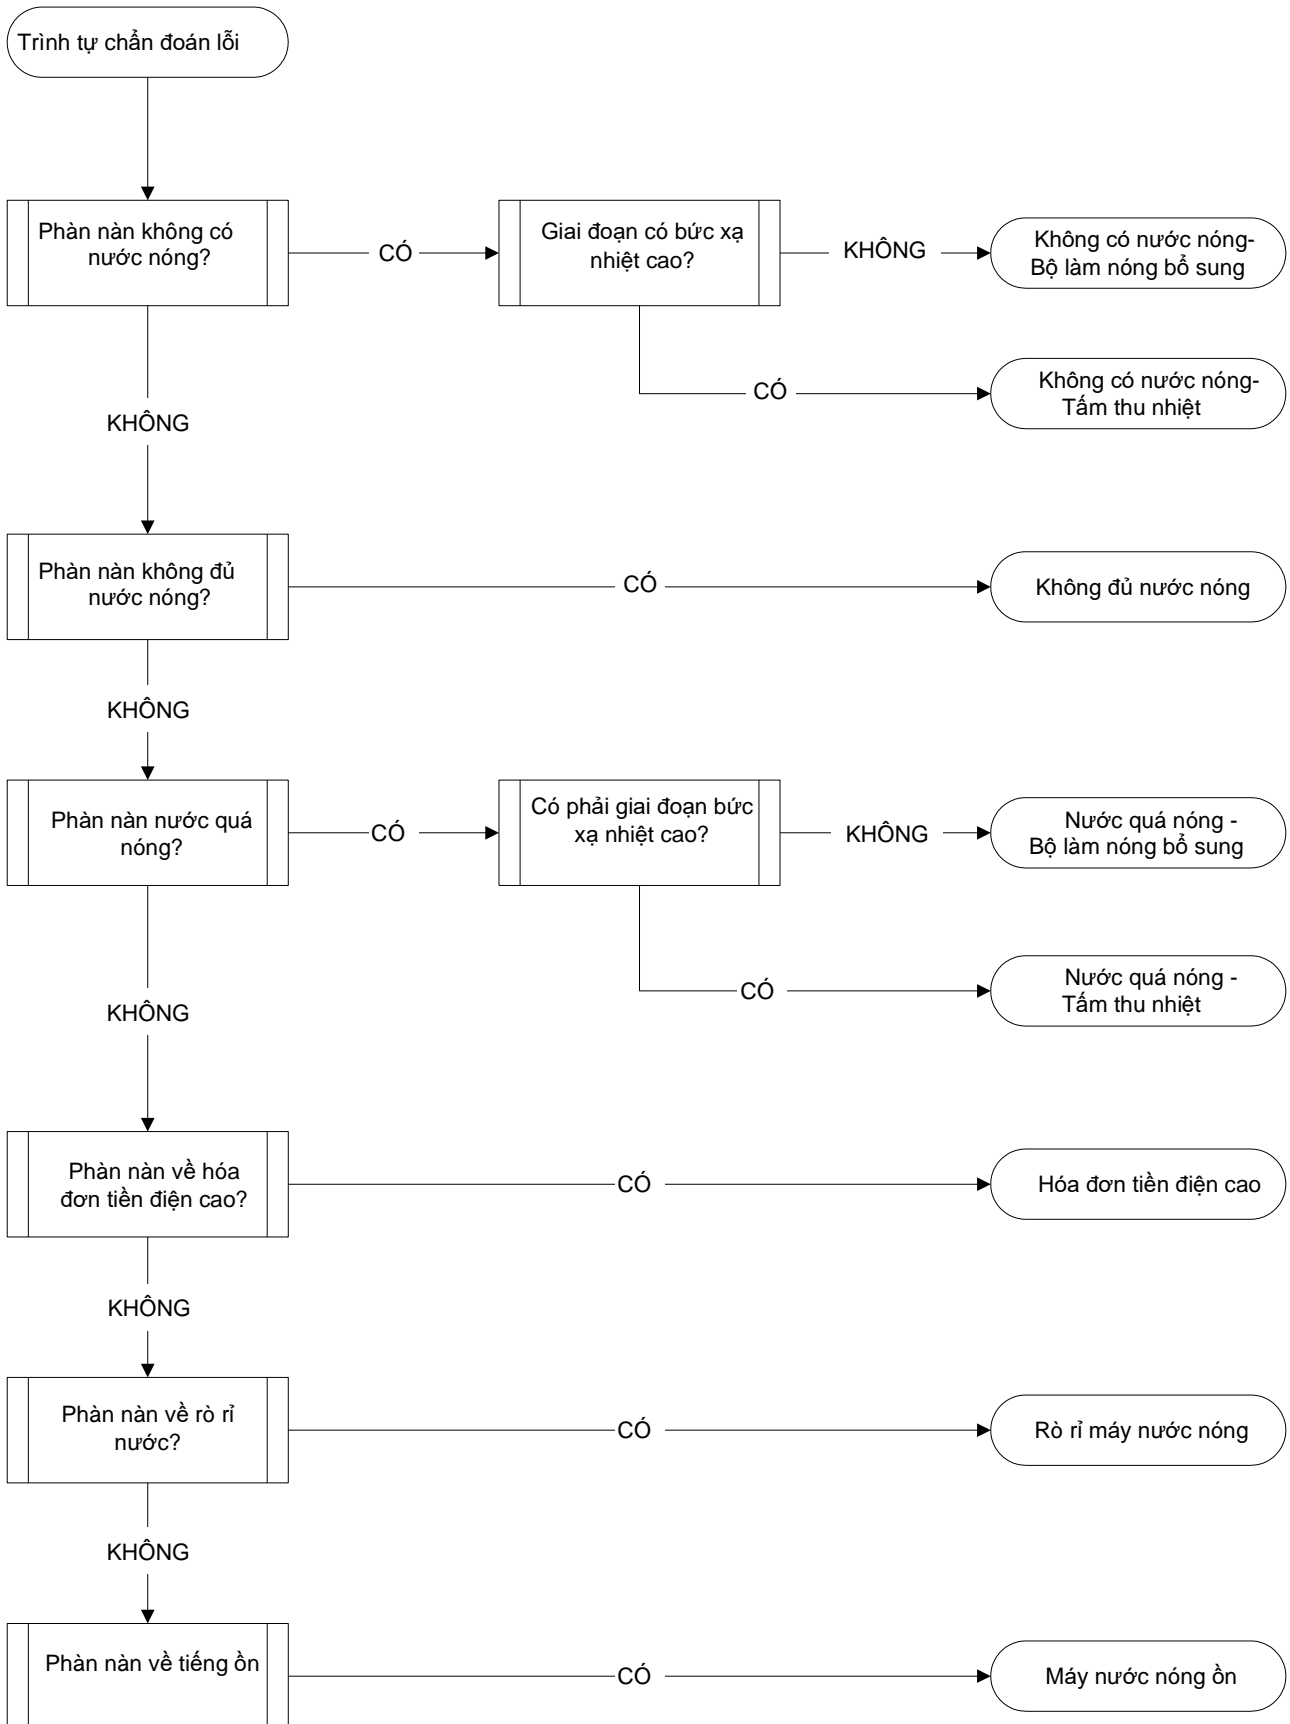 Trình tự chẩn đoán lỗi
Phàn nàn không có
nước nóng?
CÓ
Giai đoạn có bức xạ
nhiệt cao?
KHÔNG
Không có nước nóng-
Bộ làm nóng bổ sung
CÓ
Không có nước nóng-
Tấm thu nhiệt
KHÔNG
Phàn nàn không đủ
nước nóng?
CÓ
Không đủ nước nóng
KHÔNG
Phàn nàn nước quá
nóng?
CÓ
Có phải giai đoạn bức
xạ nhiệt cao?
KHÔNG
Nước quá nóng -
Bộ làm nóng bổ sung
CÓ
Nước quá nóng -
Tấm thu nhiệt
KHÔNG
Phàn nàn về hóa
đơn tiền điện cao?
CÓ
Hóa đơn tiền điện cao
KHÔNG
Phàn nàn về rò rỉ
nước?
CÓ
Rò rỉ máy nước nóng
KHÔNG
Phàn nàn về tiếng ồn
CÓ
Máy nước nóng ồn